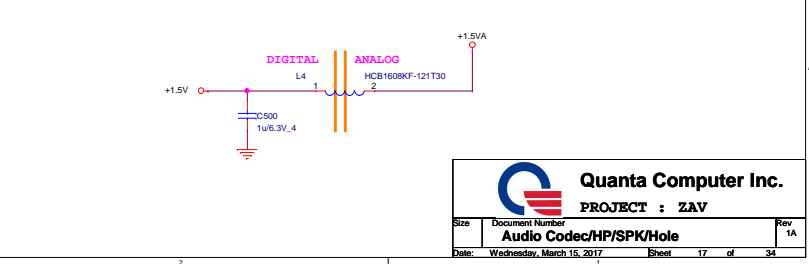 +1.5VA
DIGITAL ANALOG
L4 HCB1608KF-121T30
+1.5V 1 2
C500
1u/6.3V_4
Quanta Computer Inc.
PROJECT : ZAV
Size Document Number Rev
Audio Codec/HP/SPK/Hole 1A
Date: Wednesday, March 15, 2017 Sheet 17 of 34
2 1